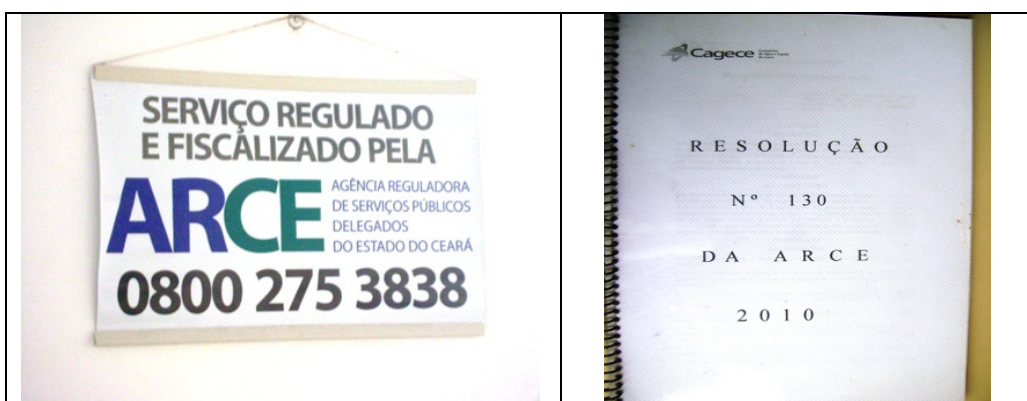 SERVIÇO REGULADO
E FISCALIZADO PELA
ARCE
AGÊNCIA REGULADORA
DE SERVIÇOS PÚBLICOS
DELEGADOS
DO ESTADO DO CEARÁ
0800 275 3838
Cagece
RESOLUÇÃO
Nº 130
DA ARCE
2010